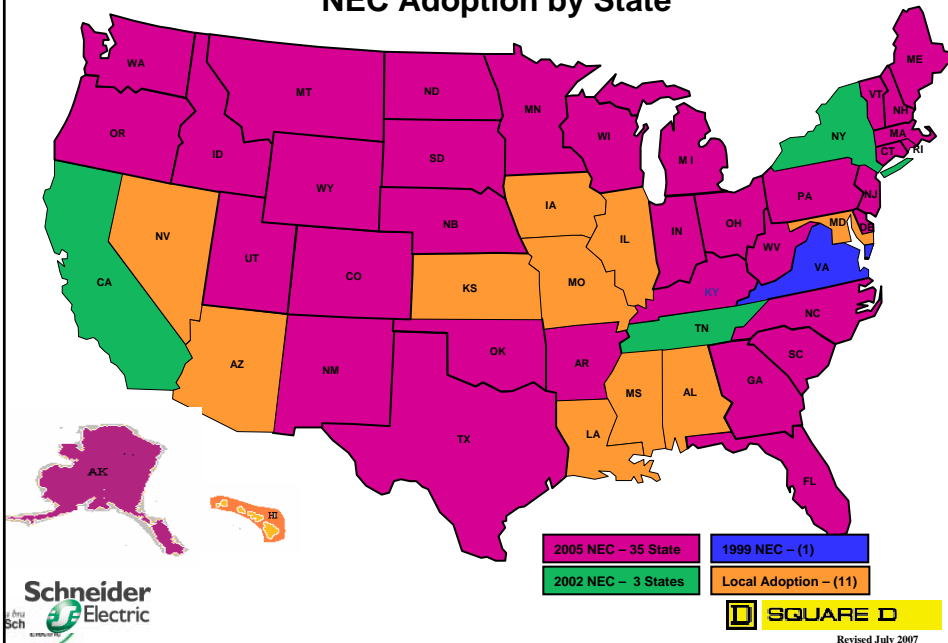 NEC Adoption by State
WA
MT
ND
MN
ME
VT
NH
OR
ID
SD
WI
MI
NY
MA
CT
RI
WY
NB
IA
PA
NJ
NV
UT
CO
IL
IN
OH
MD
DE
WV
CA
KS
MO
VA
KY
NC
TN
AZ
NM
OK
AR
SC
MS
AL
GA
TX
LA
AK
FL
HI
2005 NEC – 35 State
1999 NEC – (1)
2002 NEC – 3 States
Local Adoption – (11)
Schneider
Electric
Sch
SQUARE D
Revised July 2007